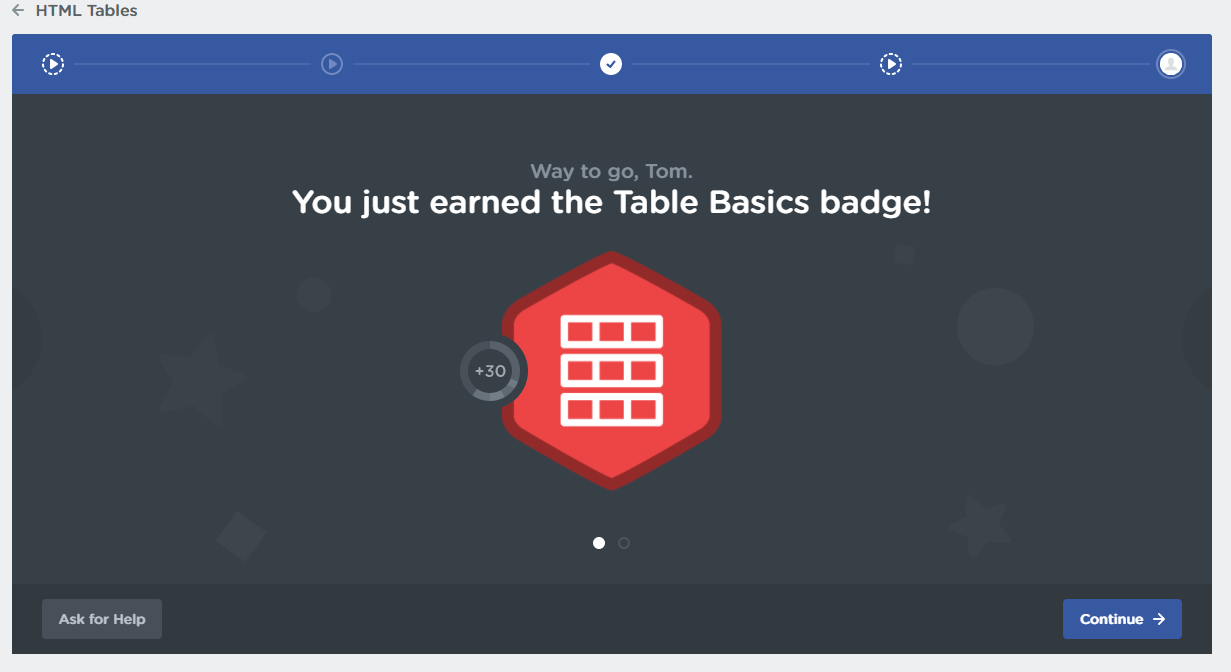 HTML Tables
Way to go, Tom.
You just earned the Table Basics badge!
+30
Ask for Help
Continue